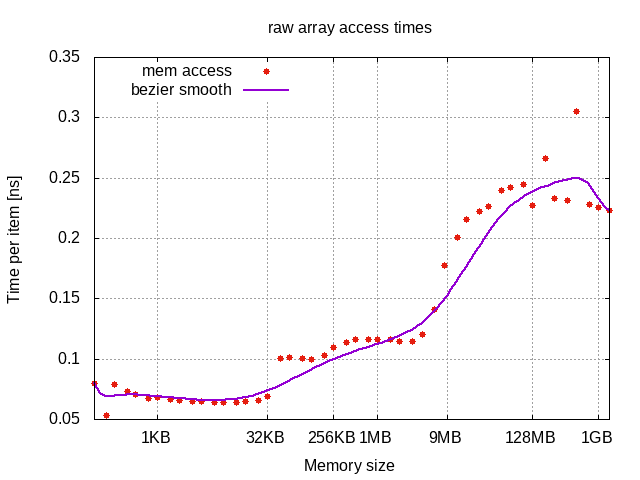 raw array access times
mem access
bezier smooth
Time per item [ns]
0.35
0.3
0.25
0.2
0.15
0.1
0.05
1KB 32KB 256KB 1MB 9MB 128MB 1GB
Memory size